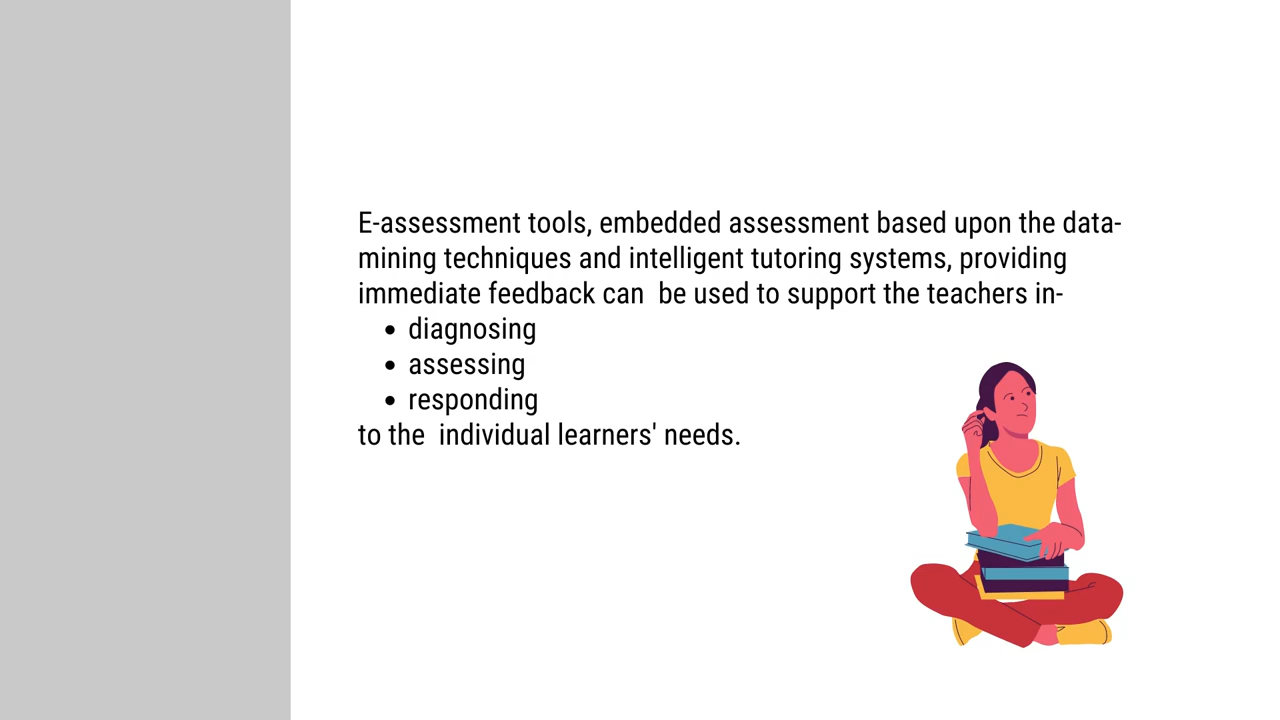 E-assessment tools, embedded assessment based upon the data-
mining techniques and intelligent tutoring systems, providing
immediate feedback can  be used to support the teachers in-
• diagnosing
• assessing
• responding
to the  individual learners' needs.